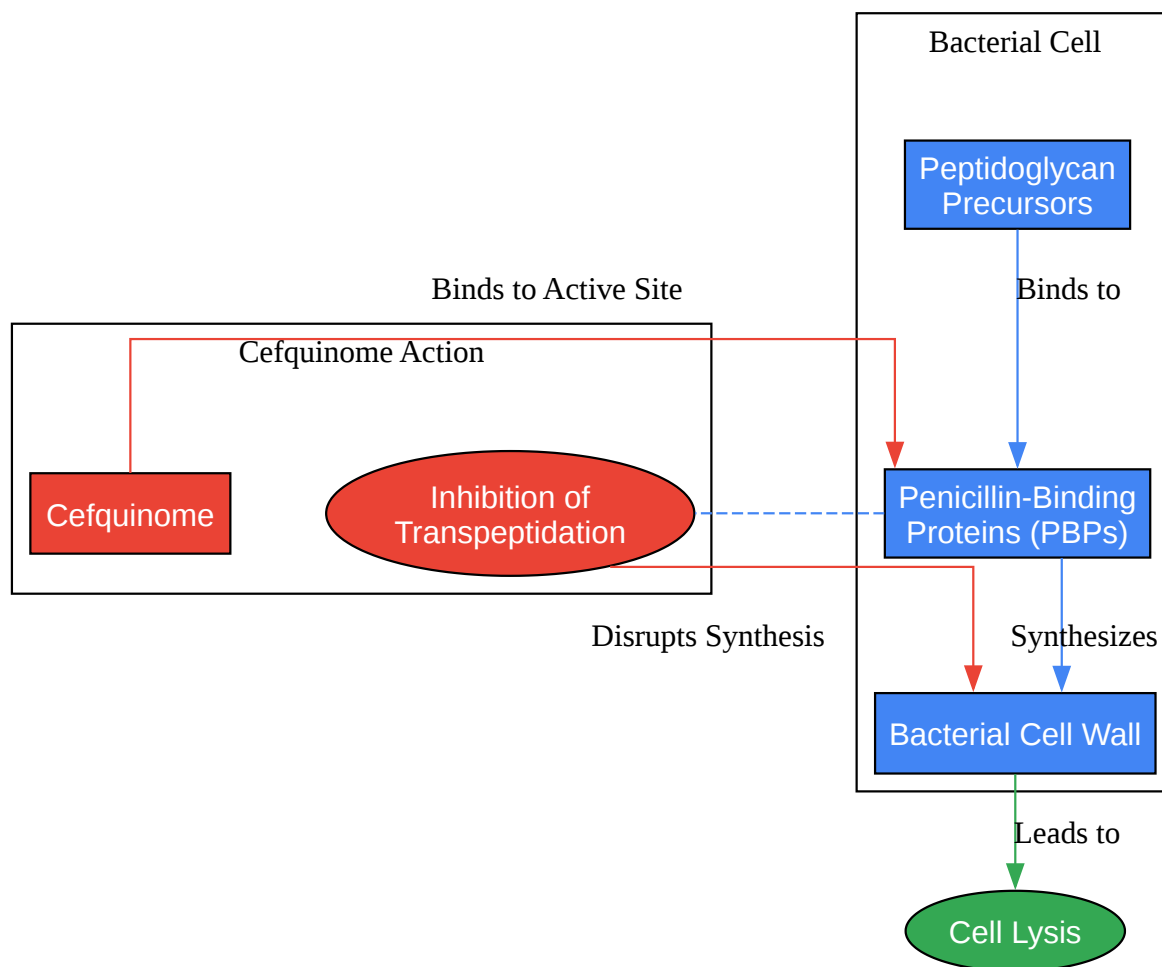 Bacterial Cell
Peptidoglycan
Precursors
Binds to Active Site
Binds to
Cefquinome Action
Cefquinome
Inhibition of
Transpeptidation
Penicillin-Binding
Proteins (PBPs)
Disrupts Synthesis
Synthesizes
Bacterial Cell Wall
Leads to
Cell Lysis